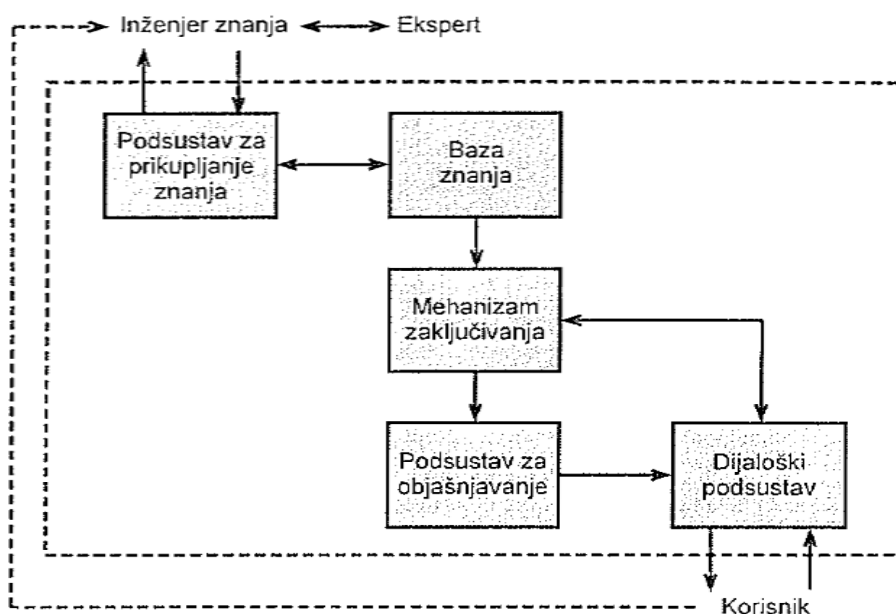 Inženjer znanja
Ekspert
Podsustav za
prikupljanje
znanja
Baza
znanja
Mehanizam
zaključivanja
Podsustav za
objašnjavanje
Dijaloški
podsustav
Korisnik